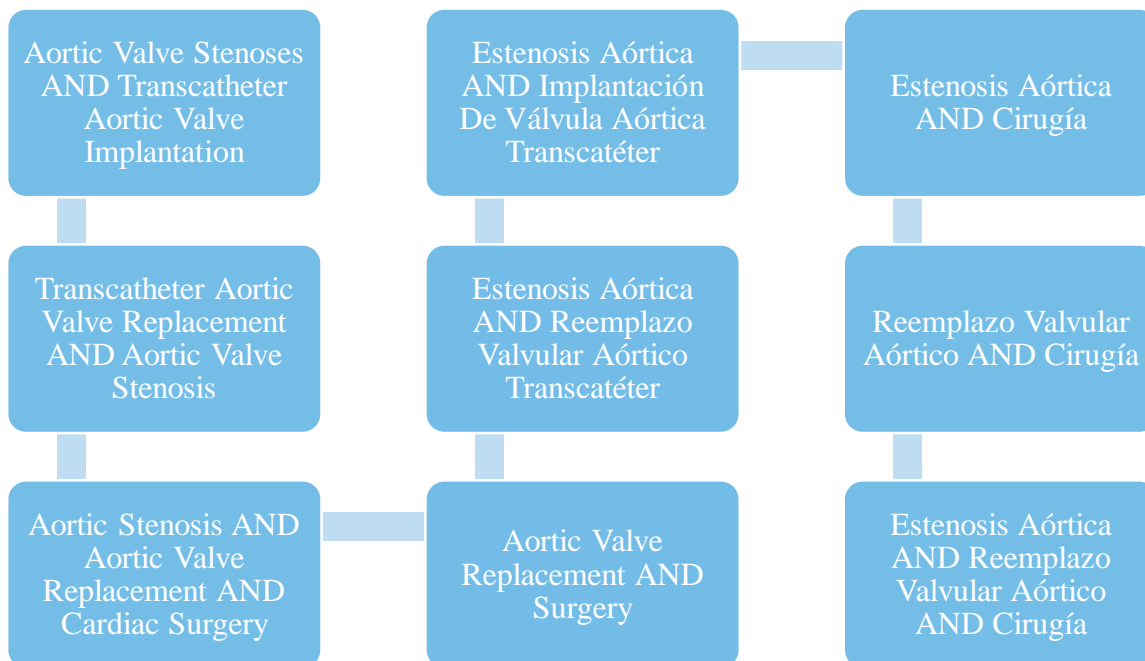 Aortic Valve Stenoses
AND Transcatheter
Aortic Valve
Implantation
Transcatheter Aortic
Valve Replacement
AND Aortic Valve
Stenosis
Aortic Stenosis AND
Aortic Valve
Replacement AND
Cardiac Surgery
Aortic Valve
Replacement AND
Surgery
Estenosis Aórtica
AND Reemplazo
Valvular Aórtico
Transcatéter
Estenosis Aórtica
AND Implantación
De Válvula Aórtica
Transcatéter
Estenosis Aórtica
AND Cirugía
Reemplazo Valvular
Aórtico AND Cirugía
Estenosis Aórtica
AND Reemplazo
Valvular Aórtico
AND Cirugía